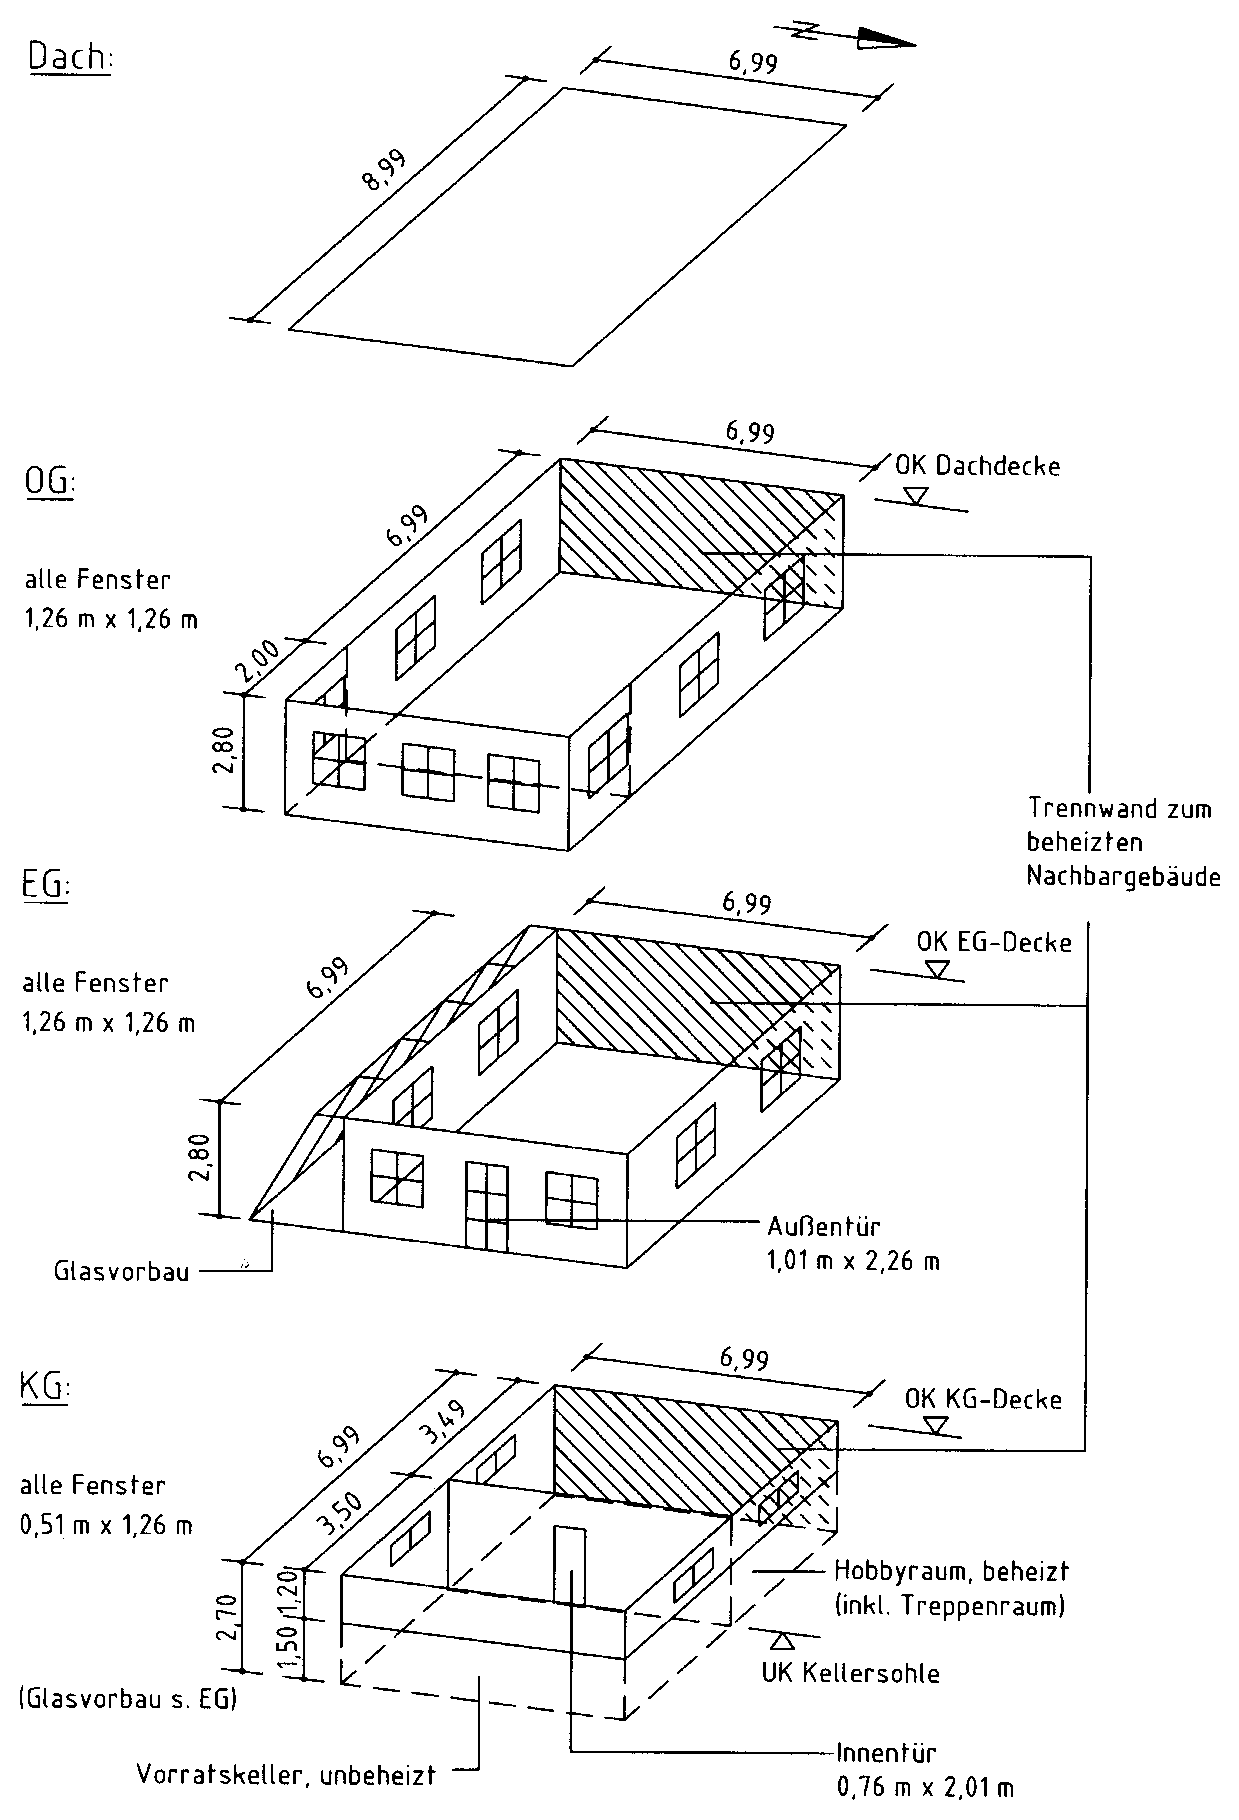 Dach:
N
6,99
8,99
OG:
6,99
OK Dachdecke
6,99
alle Fenster
1,26 m x 1,26 m
2,00
2,80
Trennwand zum
beheizten
Nachbargebäude
EG:
6,99
OK EG-Decke
6,99
alle Fenster
1,26 m x 1,26 m
2,80
Außentür
1,01 m x 2,26 m
Glasvorbau
KG:
6,99
OK KG-Decke
3,49
6,99
alle Fenster
0,51 m x 1,26 m
3,50
1,20
2,70
1,50
Hobbyraum, beheizt
(inkl. Treppenraum)
UK Kellersohle
(Glasvorbau s. EG)
Innentür
0,76 m x 2,01 m
Vorratskeller, unbeheizt